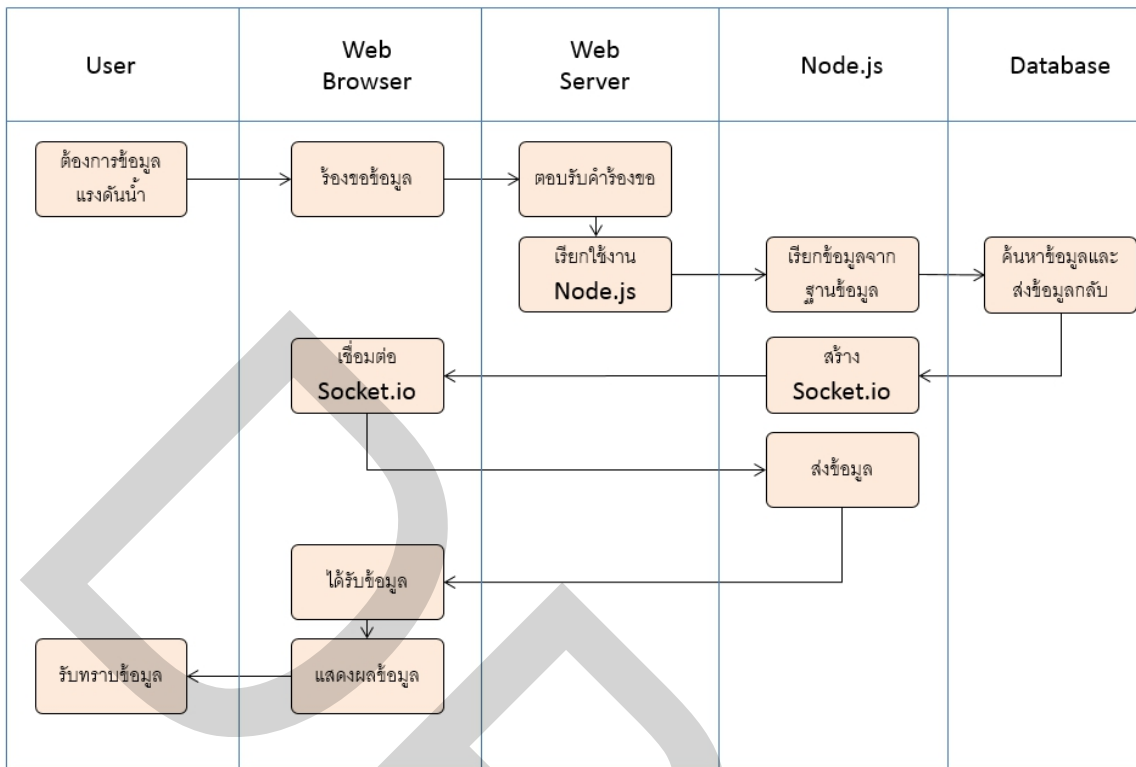 User
Web
Browser
Web
Server
Node.js
Database
ต้องการข้อมูล
แรงดันน้ำ
ร้องขอข้อมูล
ตอบรับคำร้องขอ
เรียกใช้งาน
Node.js
เรียกข้อมูลจาก
ฐานข้อมูล
ค้นหาข้อมูลและ
ส่งข้อมูลกลับ
เชื่อมต่อ
Socket.io
สร้าง
Socket.io
ส่งข้อมูล
ได้รับข้อมูล
รับทราบข้อมูล
แสดงผลข้อมูล